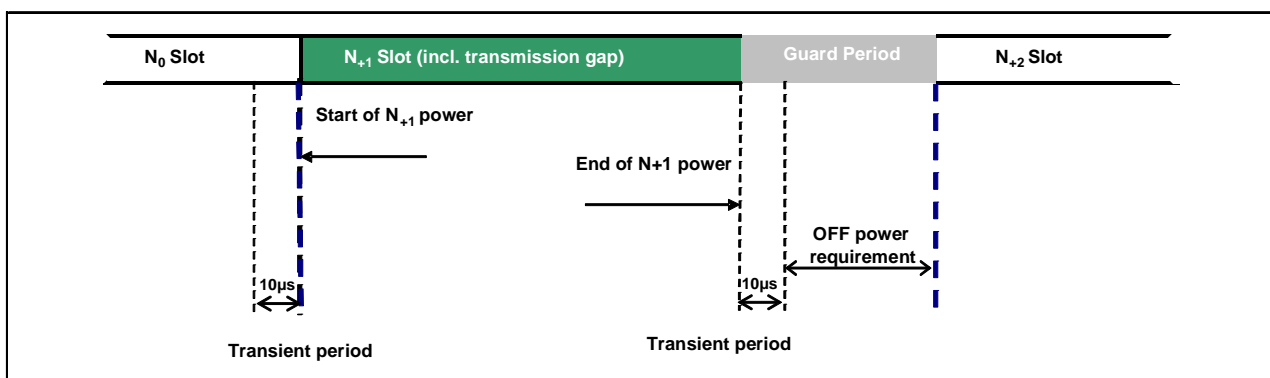 N0 Slot
N+1 Slot (incl. transmission gap)
Guard Period
N+2 Slot
Start of N+1 power
End of N+1 power
OFF power
requirement
10µs
10µs
Transient period
Transient period